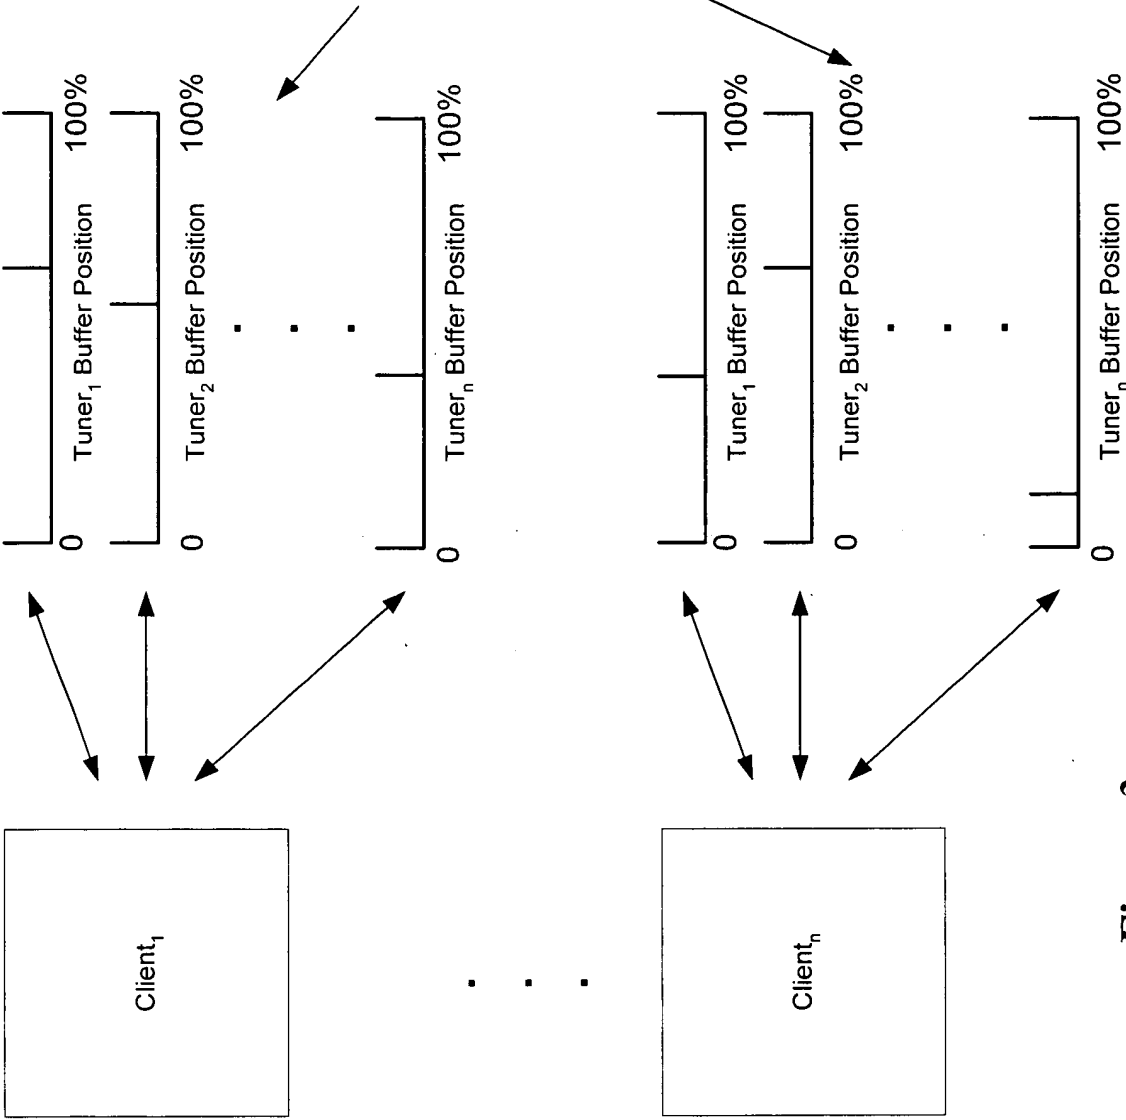 Client₁
0 Tuner₁ Buffer Position 100%
0 Tuner₂ Buffer Position 100%
0 Tunerₙ Buffer Position 100%
Clientₙ
0 Tuner₁ Buffer Position 100%
0 Tuner₂ Buffer Position 100%
0 Tunerₙ Buffer Position 100%